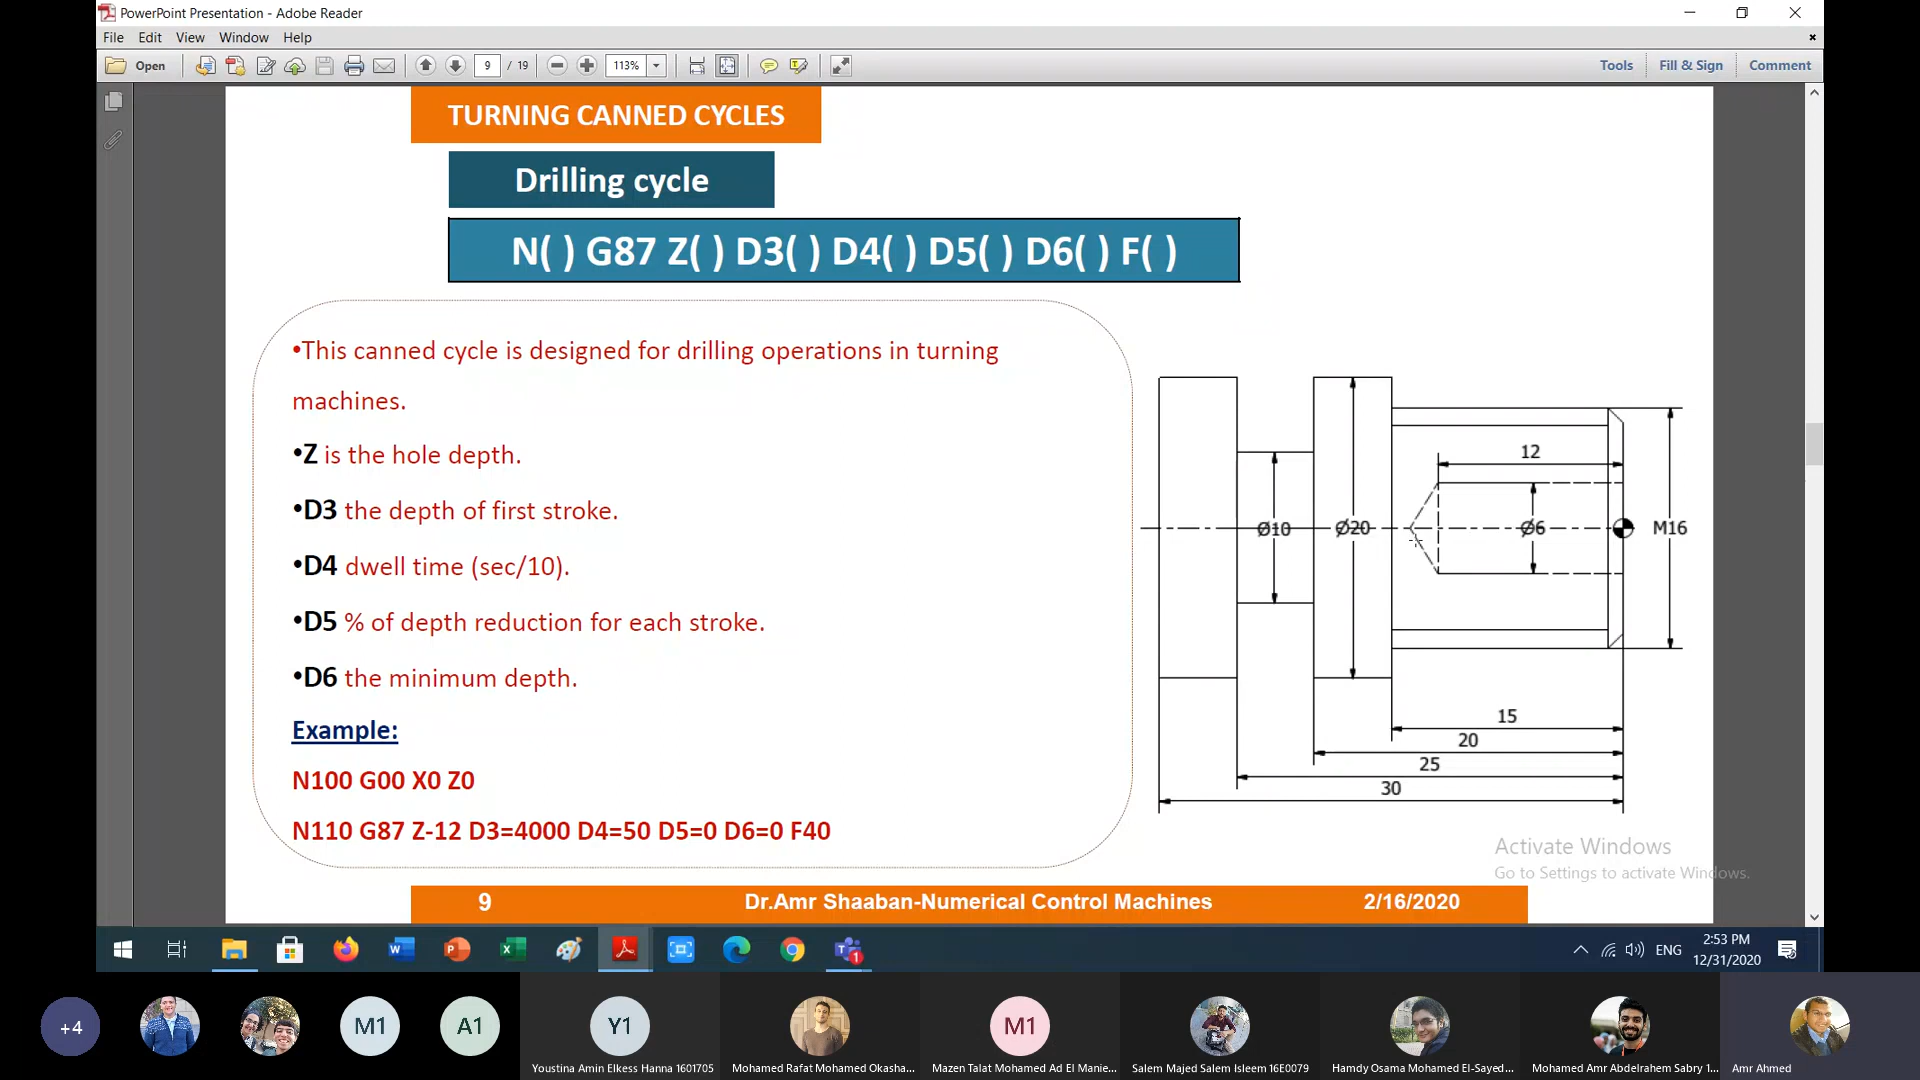 PowerPoint Presentation - Adobe Reader
File Edit View Window Help
Open 9 / 19 113% Tools Fill & Sign Comment
TURNING CANNED CYCLES
Drilling cycle
N( ) G87 Z( ) D3( ) D4( ) D5( ) D6( ) F( )
•This canned cycle is designed for drilling operations in turning
machines.
•Z is the hole depth.
•D3 the depth of first stroke.
•D4 dwell time (sec/10).
•D5 % of depth reduction for each stroke.
•D6 the minimum depth.
Example:
N100 G00 X0 Z0
N110 G87 Z-12 D3=4000 D4=50 D5=0 D6=0 F40
12
Ø10 Ø20 Ø6 M16
15
20
25
30
Activate Windows
Go to Settings to activate Windows.
9 Dr.Amr Shaaban-Numerical Control Machines 2/16/2020
1
ENG
2:53 PM
12/31/2020
+4 M1 A1 Y1 M1
Youstina Amin Elkess Hanna 1601705
Mohamed Rafat Mohamed Okasha...
Mazen Talat Mohamed Ad El Manie...
Salem Majed Salem Isleem 16E0079
Hamdy Osama Mohamed El-Sayed...
Mohamed Amr Abdelrahem Sabry 1...
Amr Ahmed